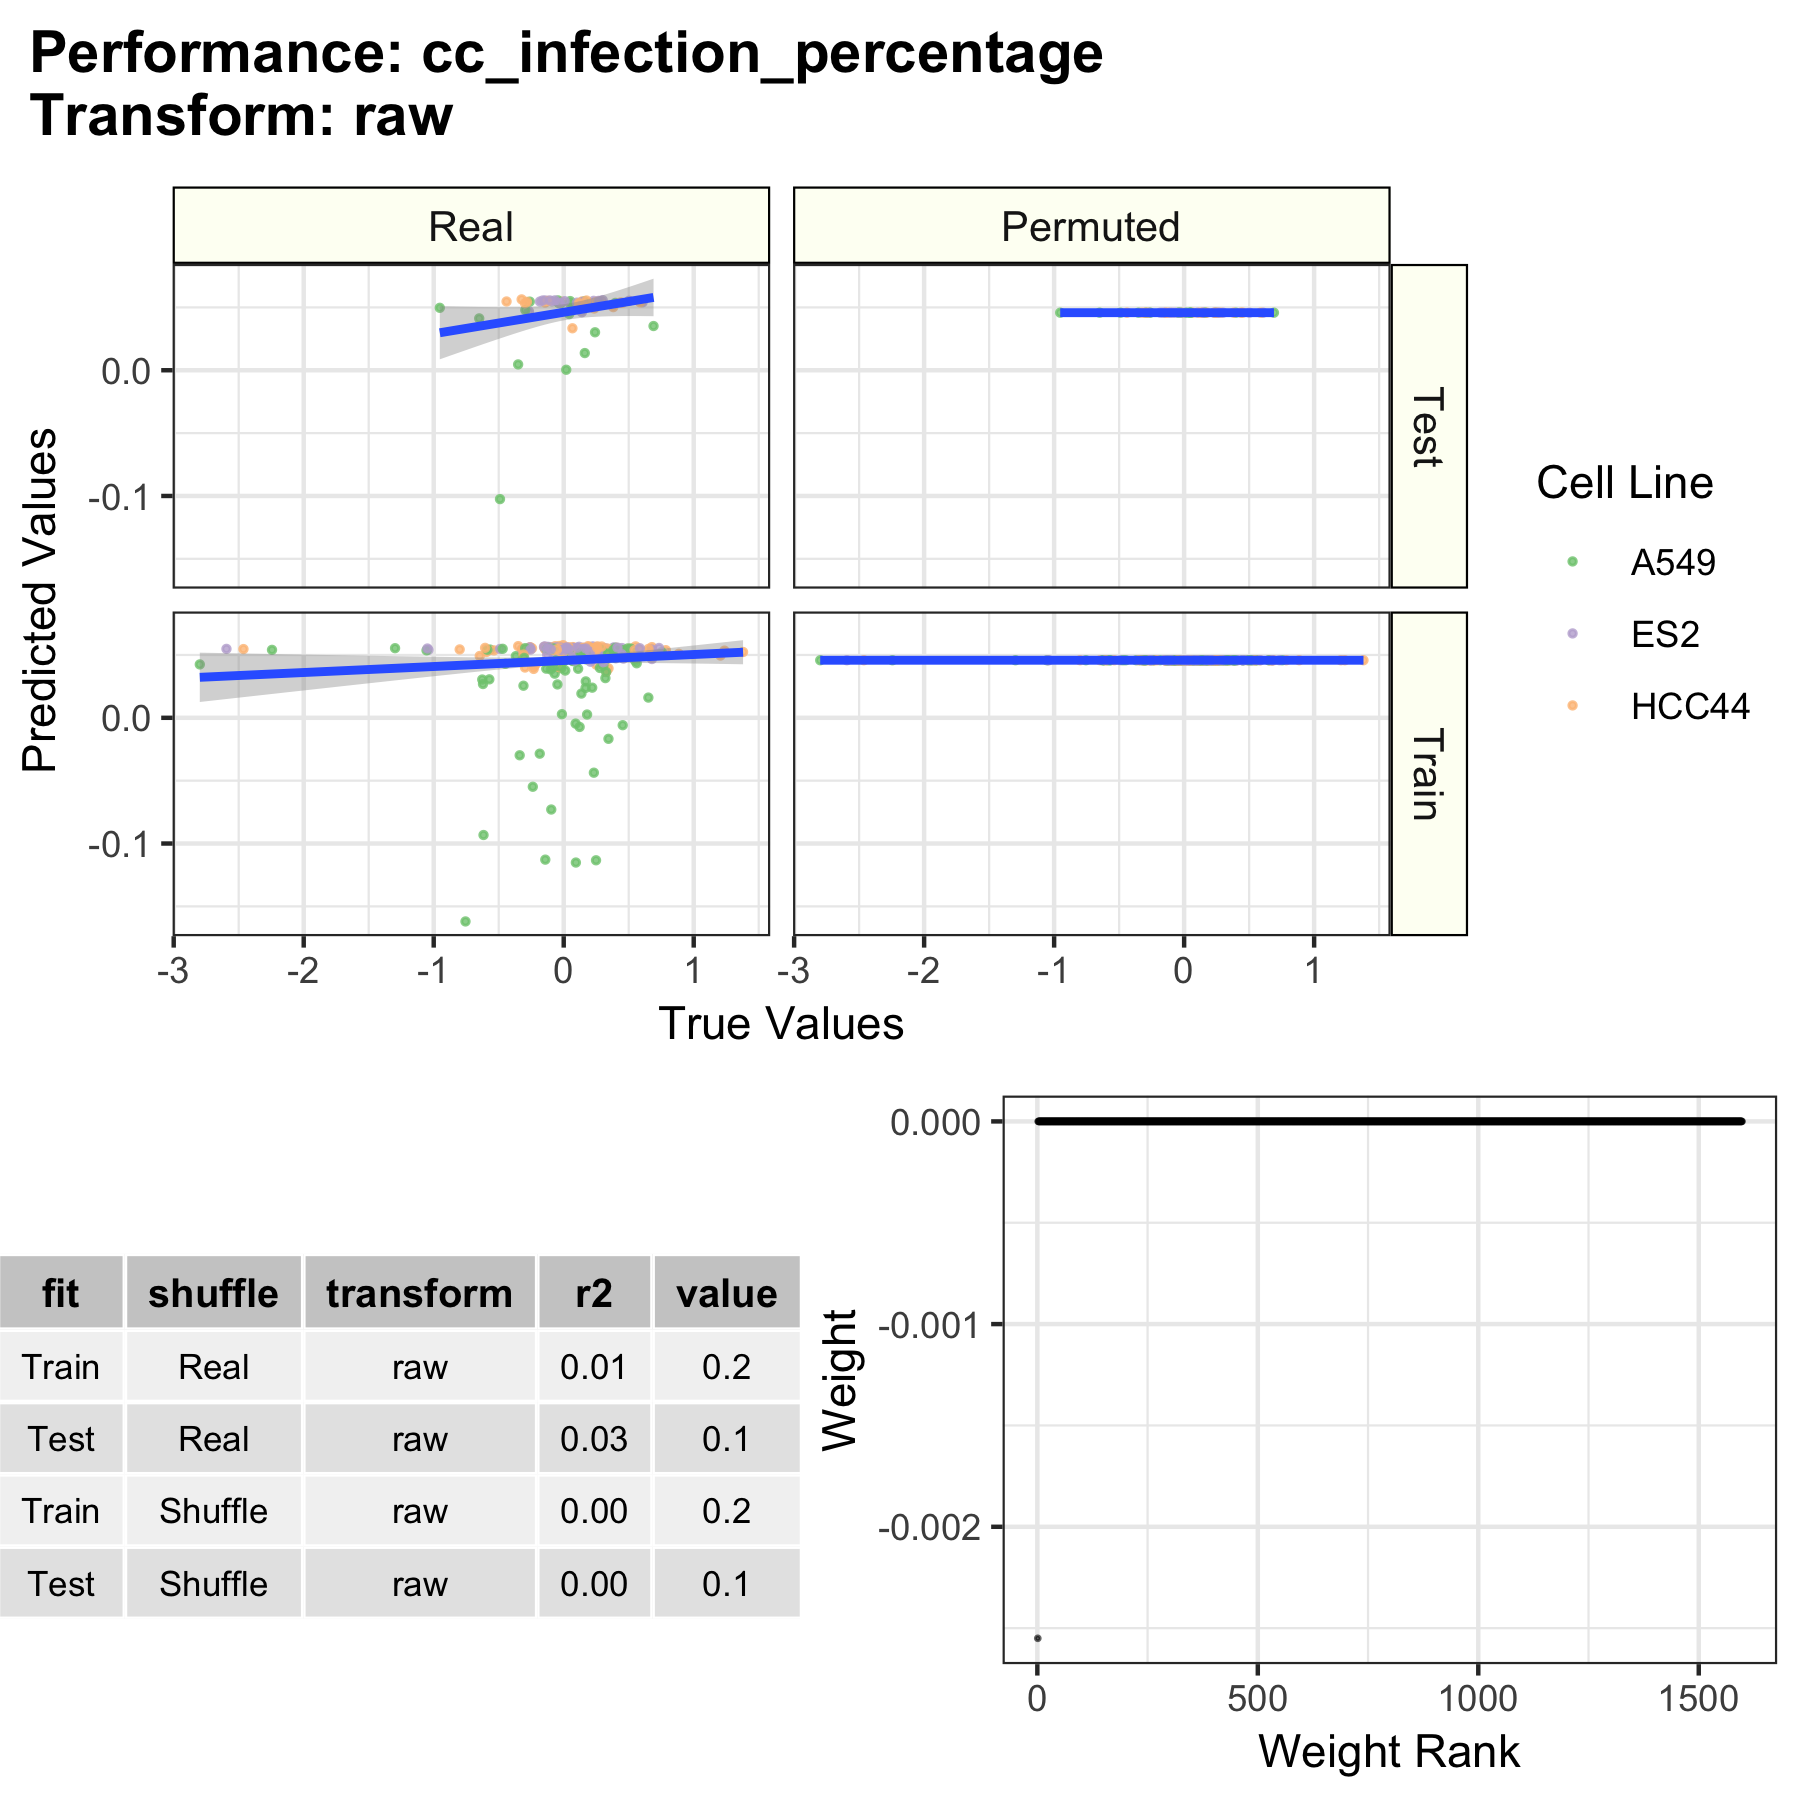 Performance: cc_infection_percentage
Transform: raw
Real
Permuted
0.0
-0.1
Test
0.0
-0.1
Train
Predicted Values
-3
-2
-1
0
1
-3
-2
-1
0
1
True Values
Cell Line
A549
ES2
HCC44
fit shuffle transform r2 value
Train Real raw 0.01 0.2
Test Real raw 0.03 0.1
Train Shuffle raw 0.00 0.2
Test Shuffle raw 0.00 0.1
Weight
0.000
-0.001
-0.002
0
500
1000
1500
Weight Rank